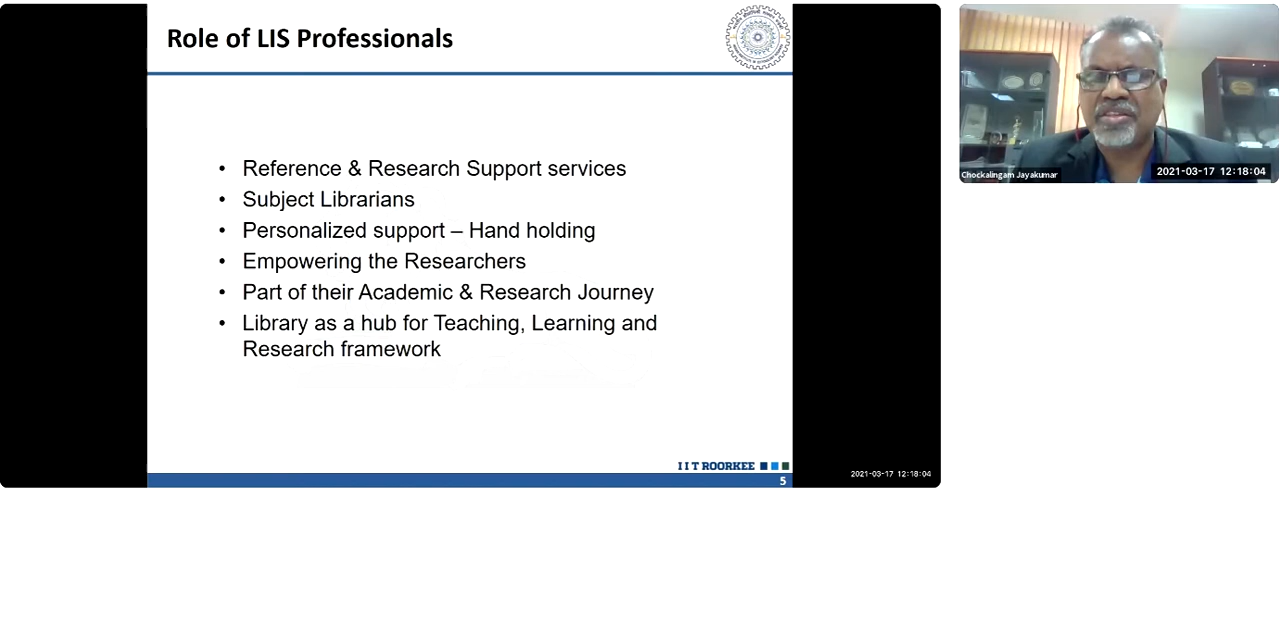 Role of LIS Professionals
• Reference & Research Support services
• Subject Librarians
• Personalized support – Hand holding
• Empowering the Researchers
• Part of their Academic & Research Journey
• Library as a hub for Teaching, Learning and
Research framework
I I T ROORKEE
5
2021-03-17 12:18:04
Chockalingam Jayakumar
2021-03-17 12:18:04